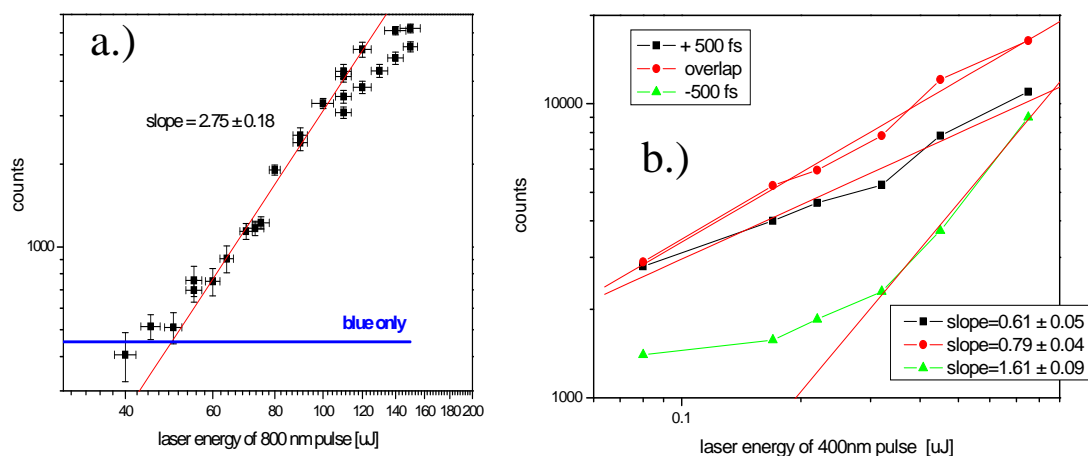 a.)
counts
1000
slope = 2.75 ± 0.18
blue only
40 60 80 100 120 140 160 180 200
laser energy of 800 nm pulse [uJ]
b.)
+ 500 fs
overlap
-500 fs
counts
10000
1000
slope=0.61 ± 0.05
slope=0.79 ± 0.04
slope=1.61 ± 0.09
0.1
laser energy of 400nm pulse [uJ]